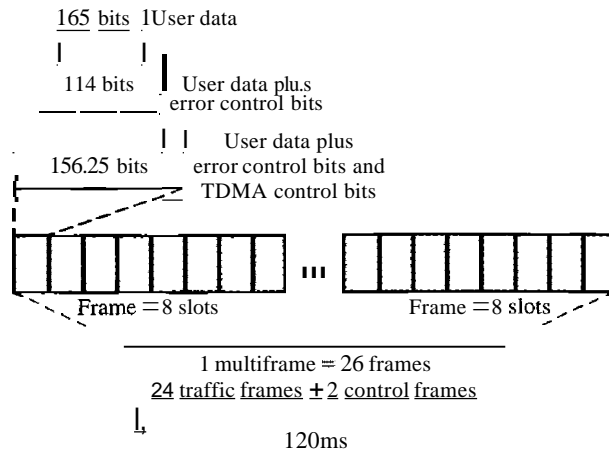 165 bits 1User data
114 bits User data plu.s
error control bits
User data plus
156.25 bits error control bits and
TDMA control bits
Frame = 8 slots Frame = 8 slots
1 multiframe = 26 frames
24 traffic frames + 2 control frames
120ms